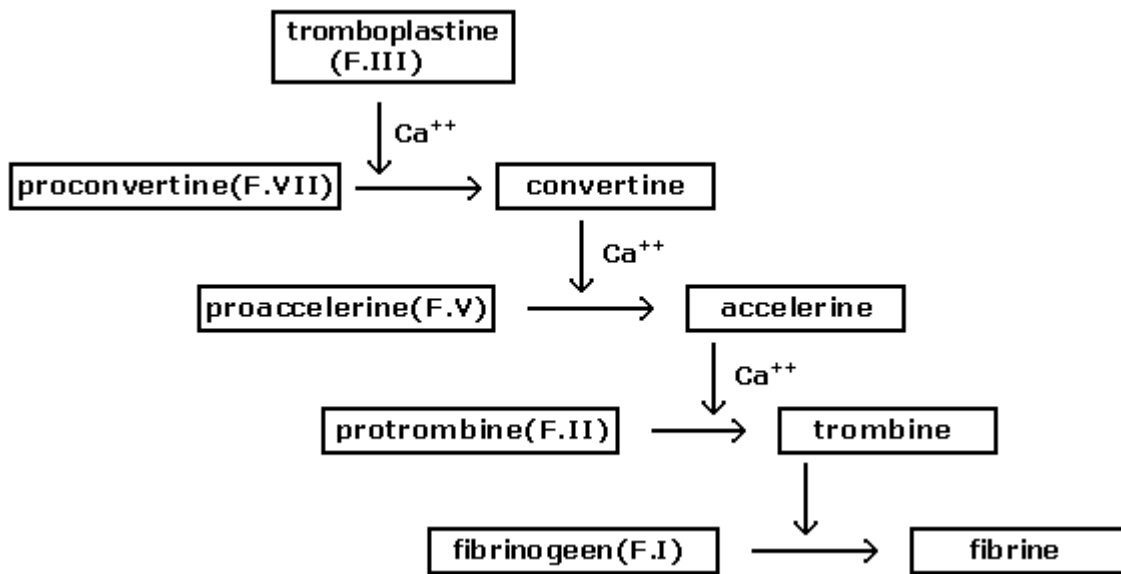 tromboplastine
(F.III)
Ca++
proconvertine(F.VII)
convertine
Ca++
proaccelerine(F.V)
accelerine
Ca++
protrombine(F.II)
trombine
fibrinogeen(F.I)
fibrine